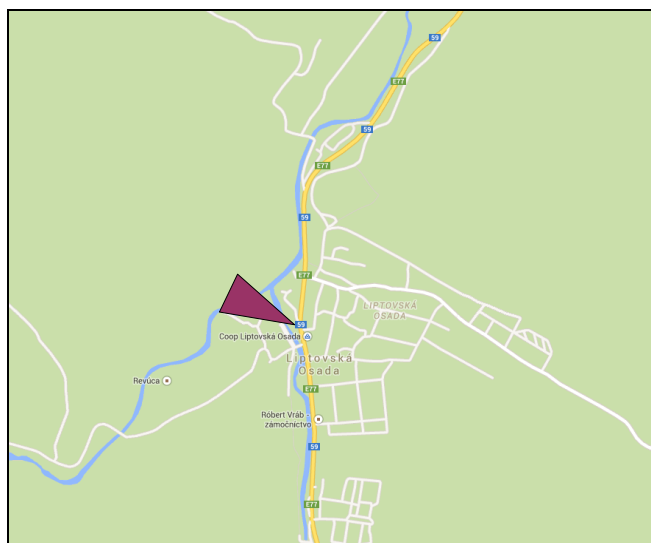 59
E77
59
E77
59
E77
LIPTOVSKÁ
OSADA
59
Coop Liptovská Osada
Liptovská
Osada
Revúca
E77
Róbert Vráb -
zámočníctvo
59
E77